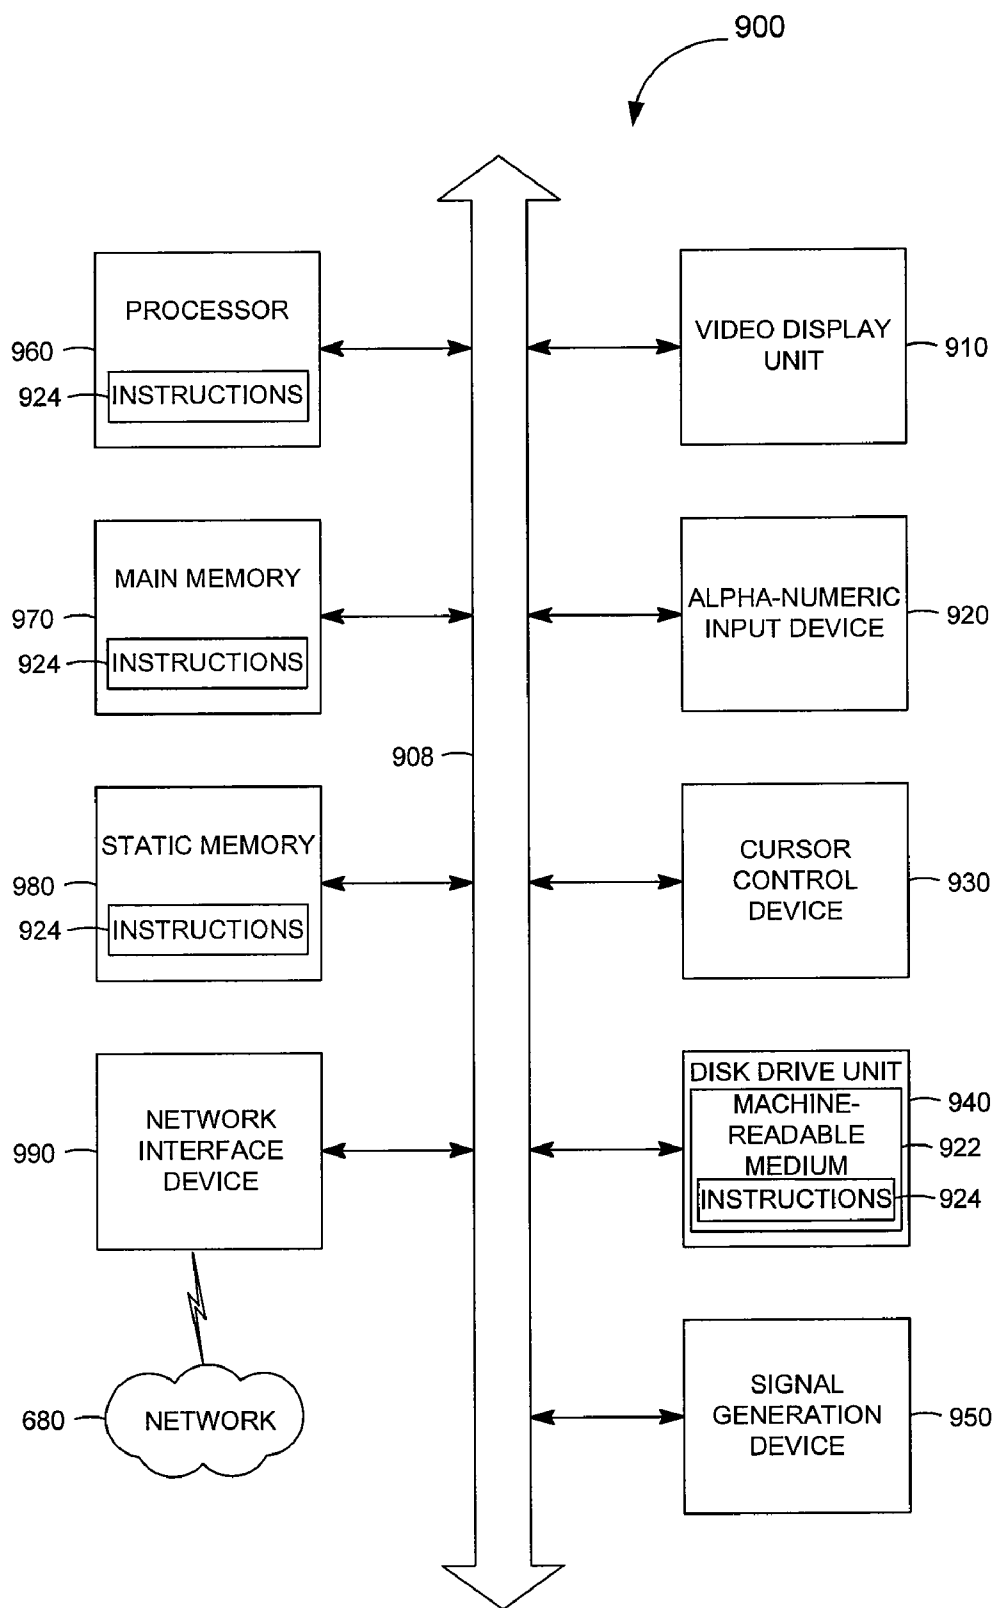 900
PROCESSOR
960
924
INSTRUCTIONS
VIDEO DISPLAY
UNIT
910
MAIN MEMORY
970
924
INSTRUCTIONS
ALPHA-NUMERIC
INPUT DEVICE
920
908
STATIC MEMORY
980
924
INSTRUCTIONS
CURSOR
CONTROL
DEVICE
930
NETWORK
INTERFACE
DEVICE
990
DISK DRIVE UNIT
940
MACHINE-
READABLE
MEDIUM
922
INSTRUCTIONS
924
680
NETWORK
SIGNAL
GENERATION
DEVICE
950